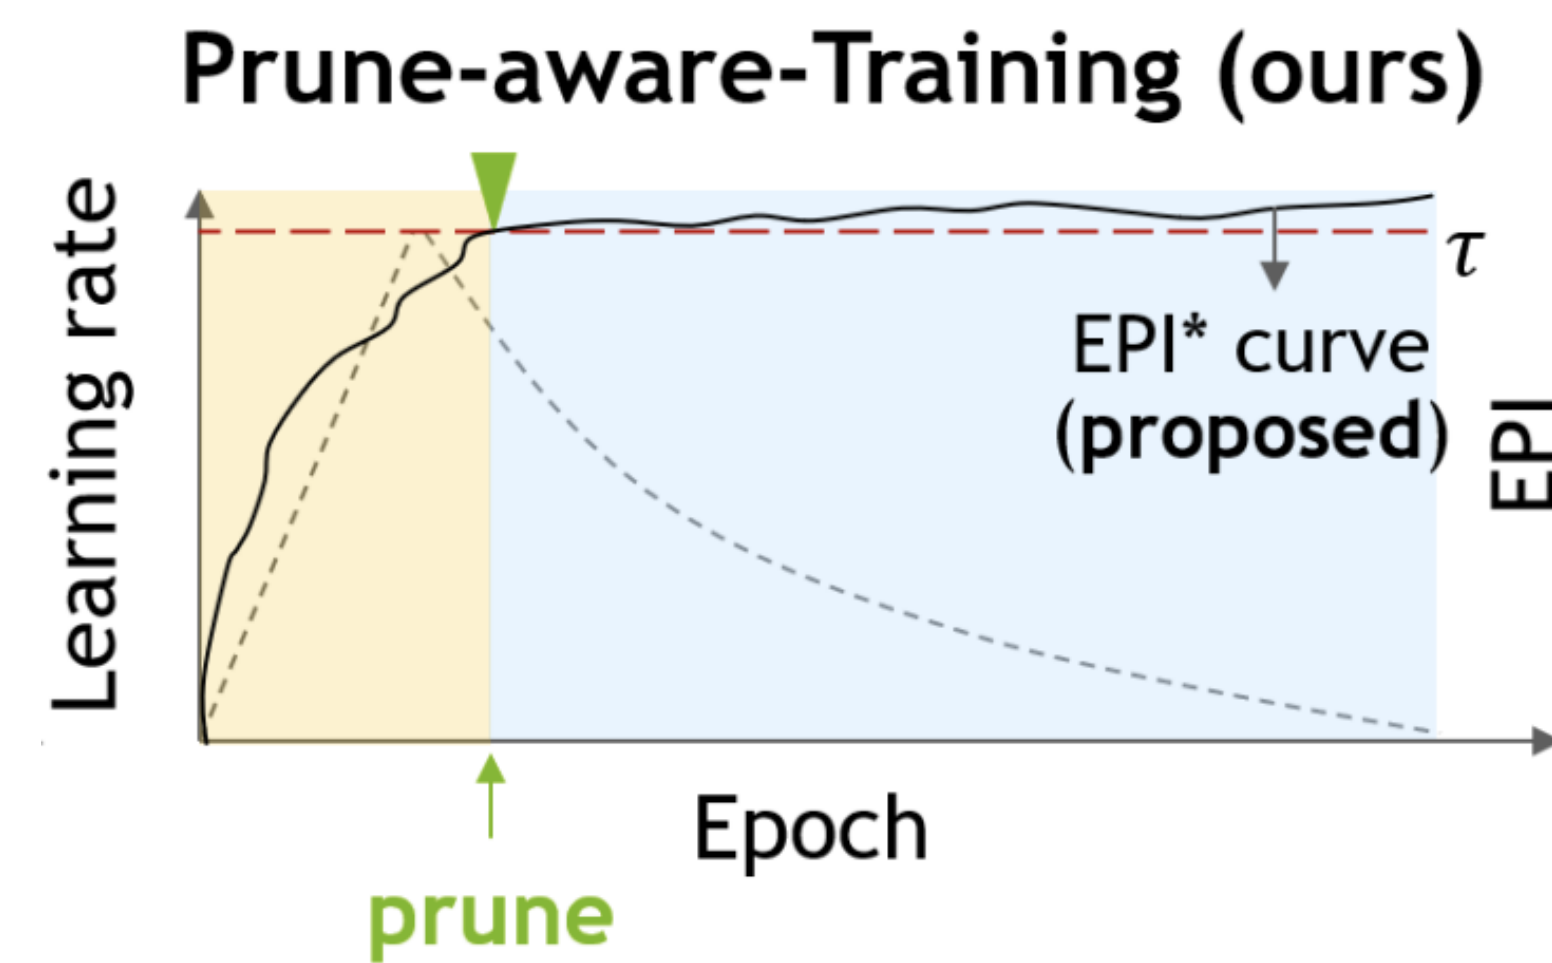 Prune-aware-Training (ours)
Learning rate
τ
EPI* curve
(proposed)
EPI
Epoch
prune